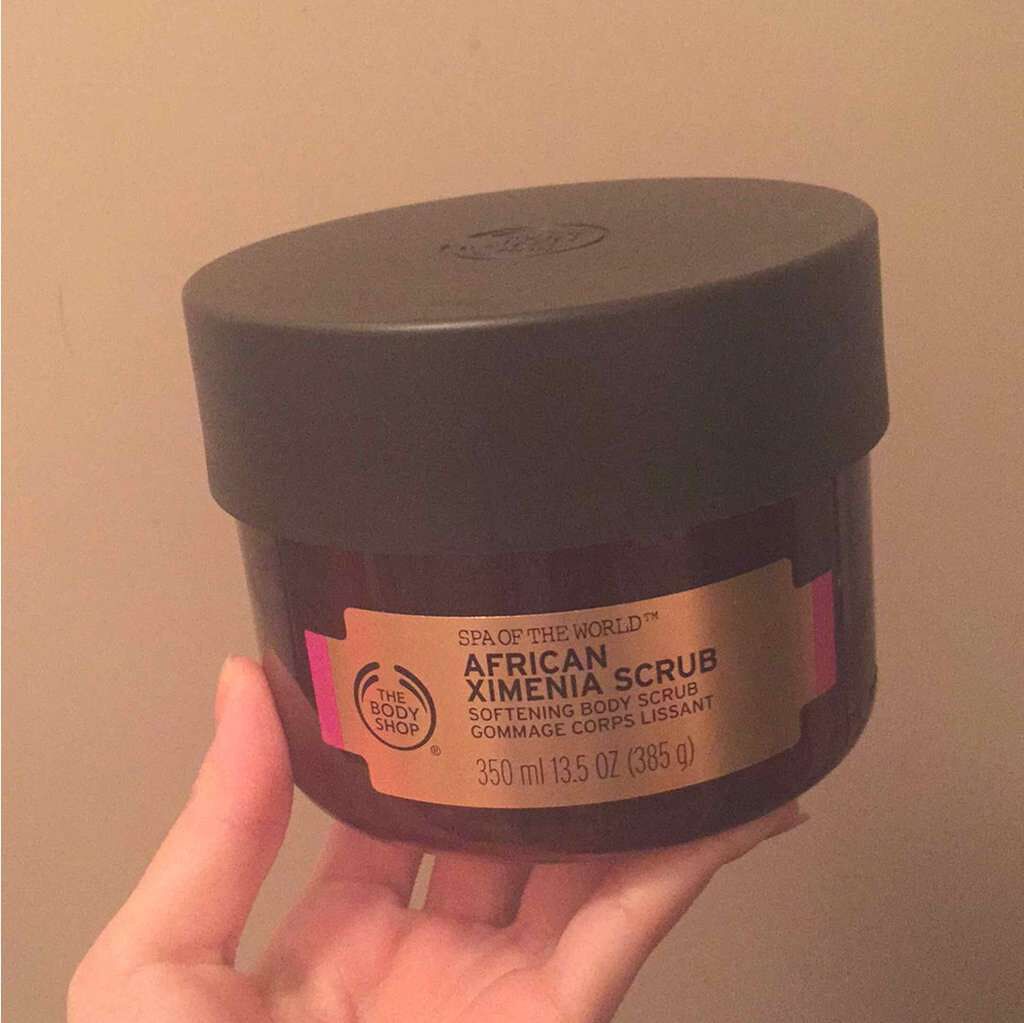 SPA OF THE WORLD™
AFRICAN
XIMENIA SCRUB
SOFTENING BODY SCRUB
GOMMAGE CORPS LISSANT
350 ml 13.5 OZ (385 g)
THE
BODY
SHOP
®